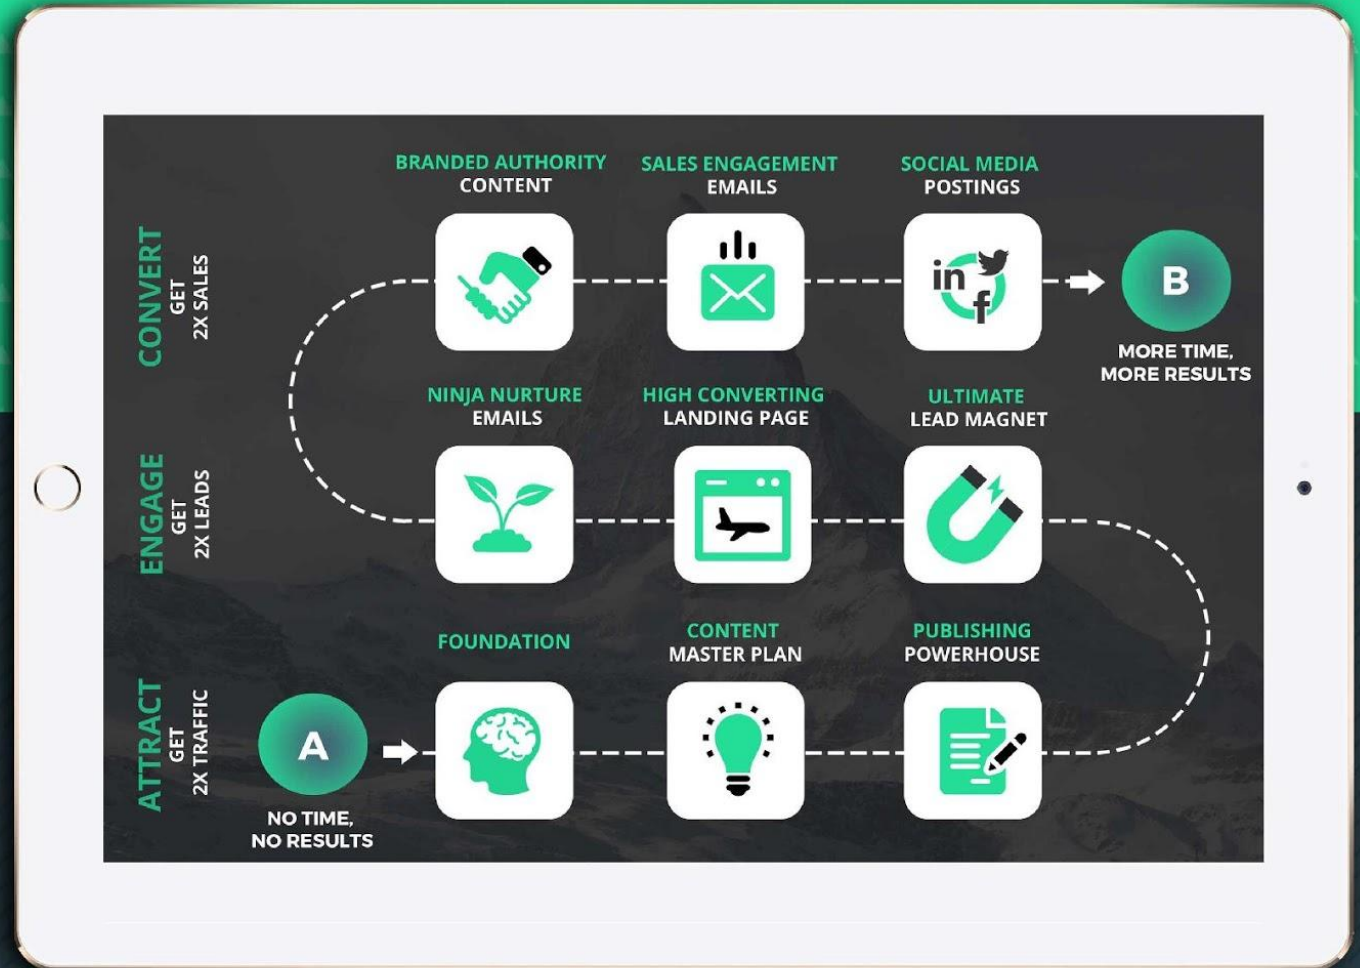 BRANDED AUTHORITY
CONTENT
SALES ENGAGEMENT
EMAILS
SOCIAL MEDIA
POSTINGS
CONVERT
GET
2X SALES
in
f
B
MORE TIME,
MORE RESULTS
NINJA NURTURE
EMAILS
HIGH CONVERTING
LANDING PAGE
ULTIMATE
LEAD MAGNET
ENGAGE
GET
2X LEADS
FOUNDATION
CONTENT
MASTER PLAN
PUBLISHING
POWERHOUSE
ATTRACT
GET
2X TRAFFIC
A
NO TIME,
NO RESULTS